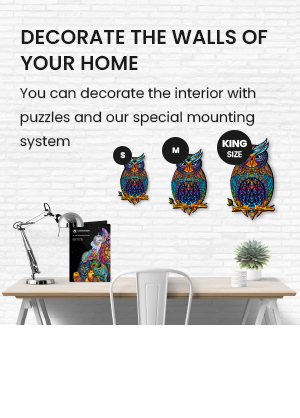 DECORATE THE WALLS OF
YOUR HOME
You can decorate the interior with
puzzles and our special mounting
system
S
M
KING
SIZE